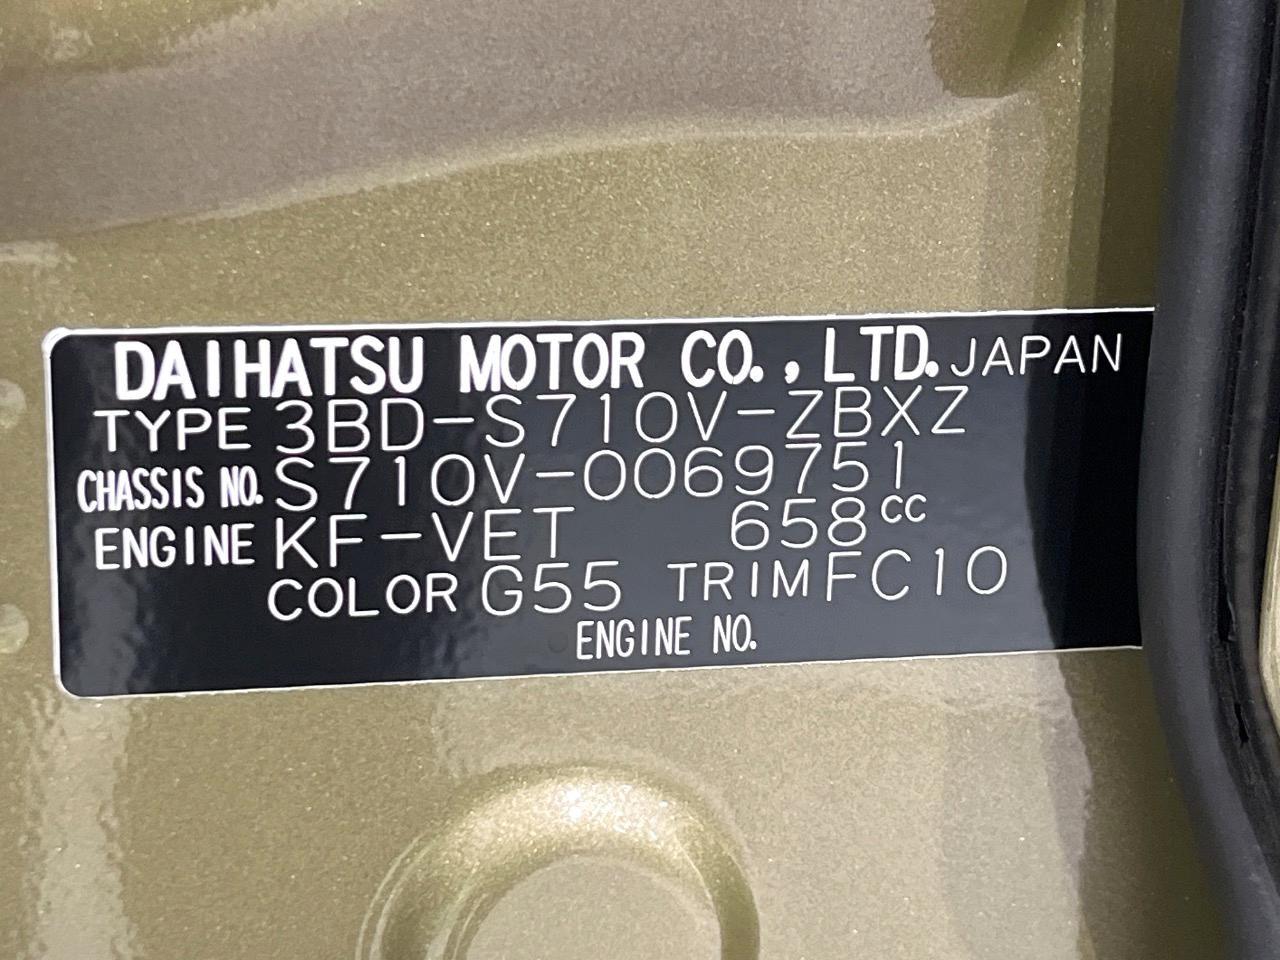 DAIHATSU MOTOR CO., LTD. JAPAN
TYPE 3BD-S710V-ZBXZ
CHASSIS NO. S710V-0069751
ENGINE KF-VET 658cc
COLOR G55 TRIM FC10
ENGINE NO.